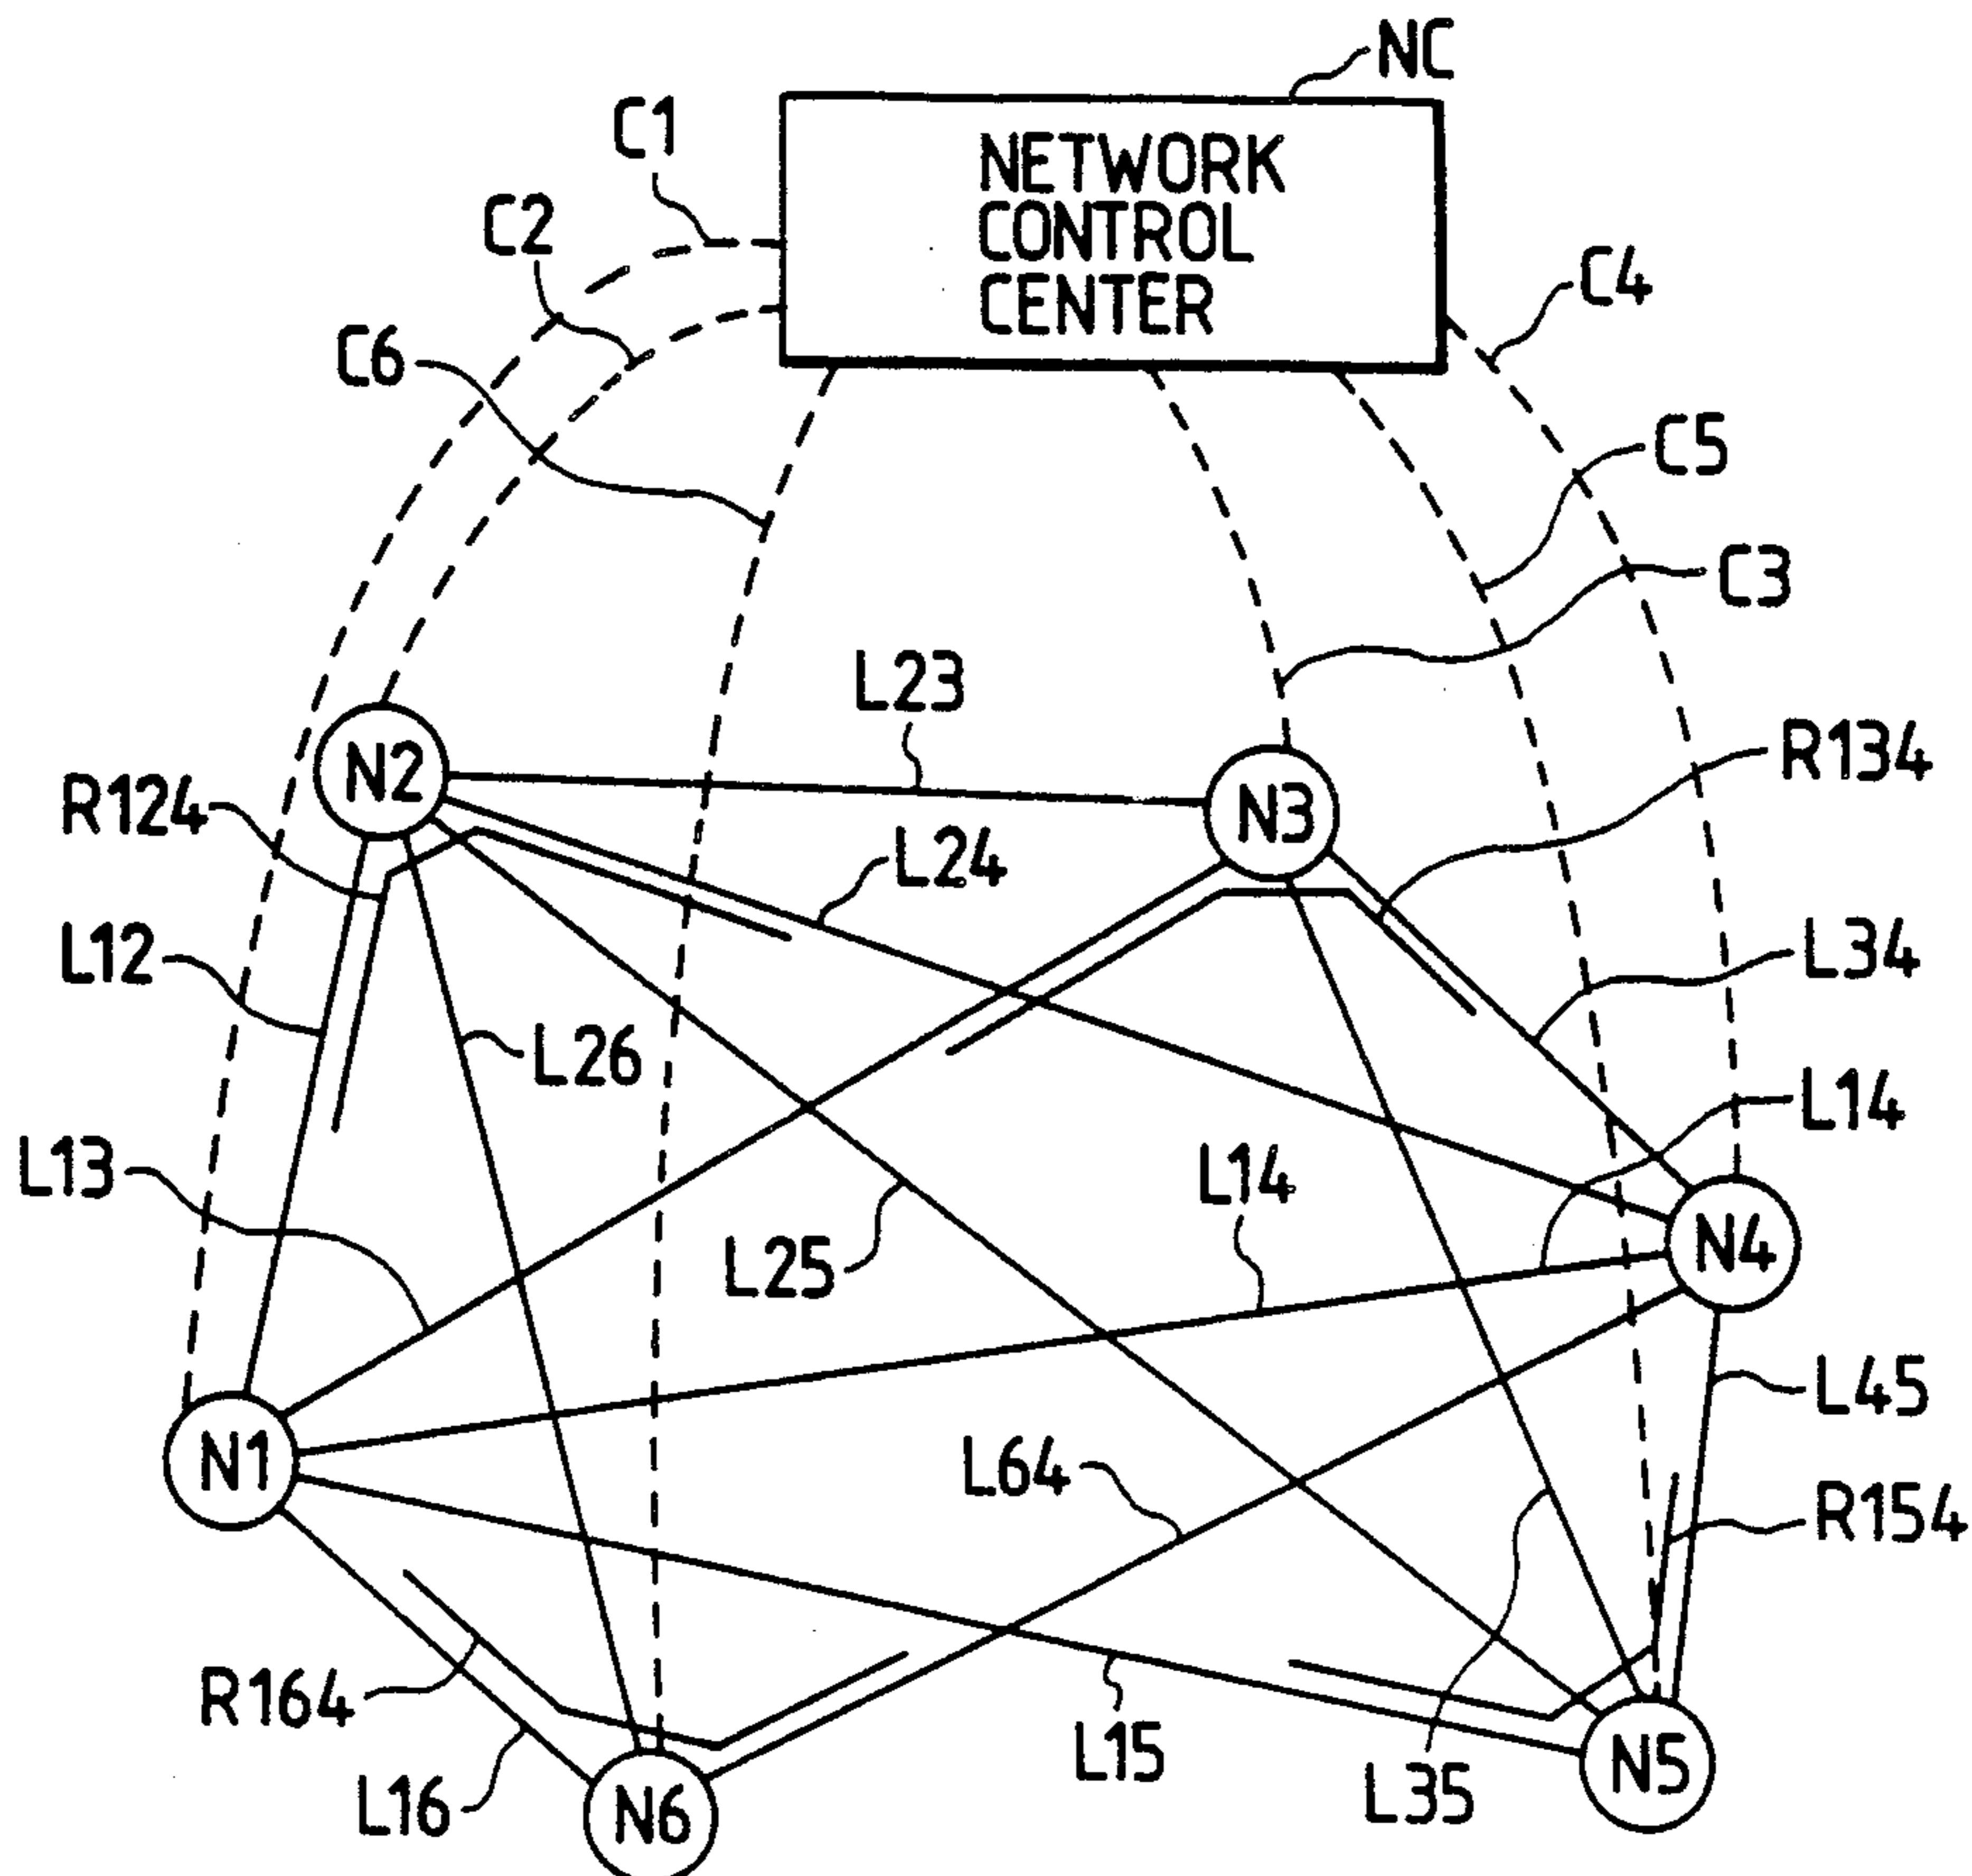 NC
C1
NETWORK
CONTROL
CENTER
C2
C4
C6
C5
C3
L23
R134
N2
R124
N3
L24
L12
L34
L26
L14
L13
L14
L25
N4
L45
N1
L64
R154
R164
L15
L16
L35
N5
N6